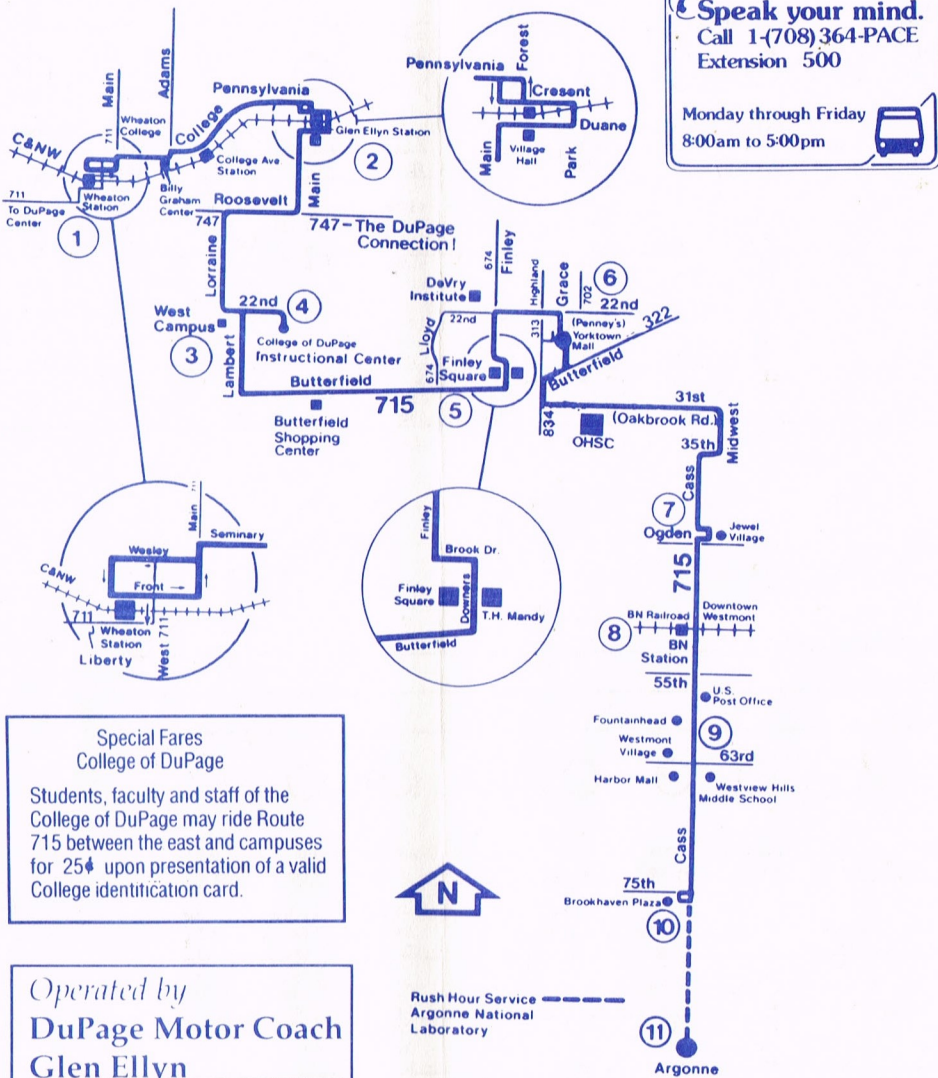 Speak your mind.
Call 1-(708) 364-PACE
Extension 500
Monday through Friday
8:00am to 5:00pm
Main
Adams
711
Wheaton
College
College
Pennsylvania
Glen Ellyn Station
2
C&NW
College Ave
Station
Billy
Graham
Center
Wheaton
Station
711
To DuPage
Center
1
Main
Roosevelt
747
747-The DuPage
Connection!
Pennsylvania
Forest
Cresent
Duane
Main
Village
Hall
Park
Lorraine
22nd
4
West
Campus
3
College of DuPage
Instructional Center
Lambert
Butterfield
715
Butterfield
Shopping
Center
674
Finley
DeVry
Institute
22nd
Lloyd
674
Finley
Square
5
Highland
Grace
702
6
22nd
313
(Penney's)
Yorktown
Mall
322
Butterfield
834
31st
(Oakbrook Rd.)
OHSC
35th
Midwest
Cass
7
Ogden
Jewel
Village
715
BN Railroad
Downtown
Westmont
8
BN
Station
55th
U.S.
Post Office
Fountainhead
9
Westmont
Village
63rd
Harbor Mall
Westview Hills
Middle School
Cass
75th
Brookhaven Plaza
10
11
Argonne
Main 711
Seminary
Wesley
Front
C&NW
711
Wheaton
Station
Liberty
West 711
Finley
Brook Dr.
Finley
Square
Downers
T.H. Mandy
Butterfield
Special Fares
College of DuPage
Students, faculty and staff of the
College of DuPage may ride Route
715 between the east and campuses
for 25¢ upon presentation of a valid
College identification card.
N
Rush Hour Service
Argonne National
Laboratory
Operated by
DuPage Motor Coach
Glen Ellyn